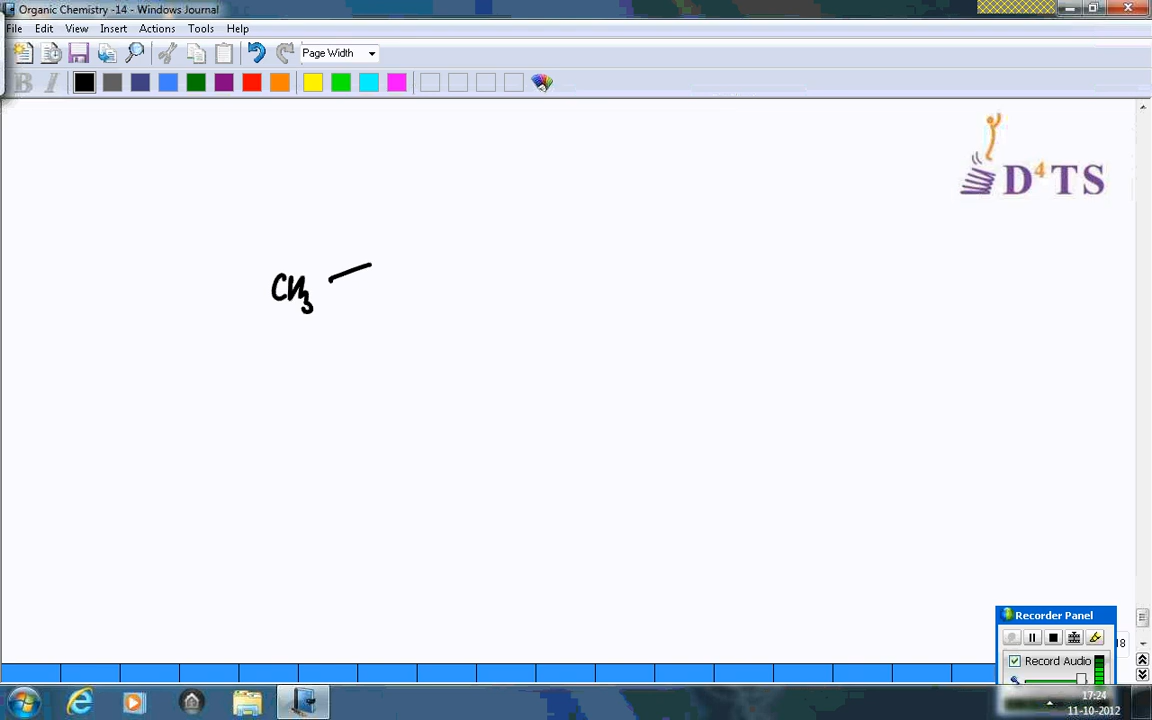 Organic Chemistry -14 - Windows Journal
File Edit View Insert Actions Tools Help
Page Width
B I
D4TS
CH3
Recorder Panel
18
Record Audio
17:24
11-10-2012